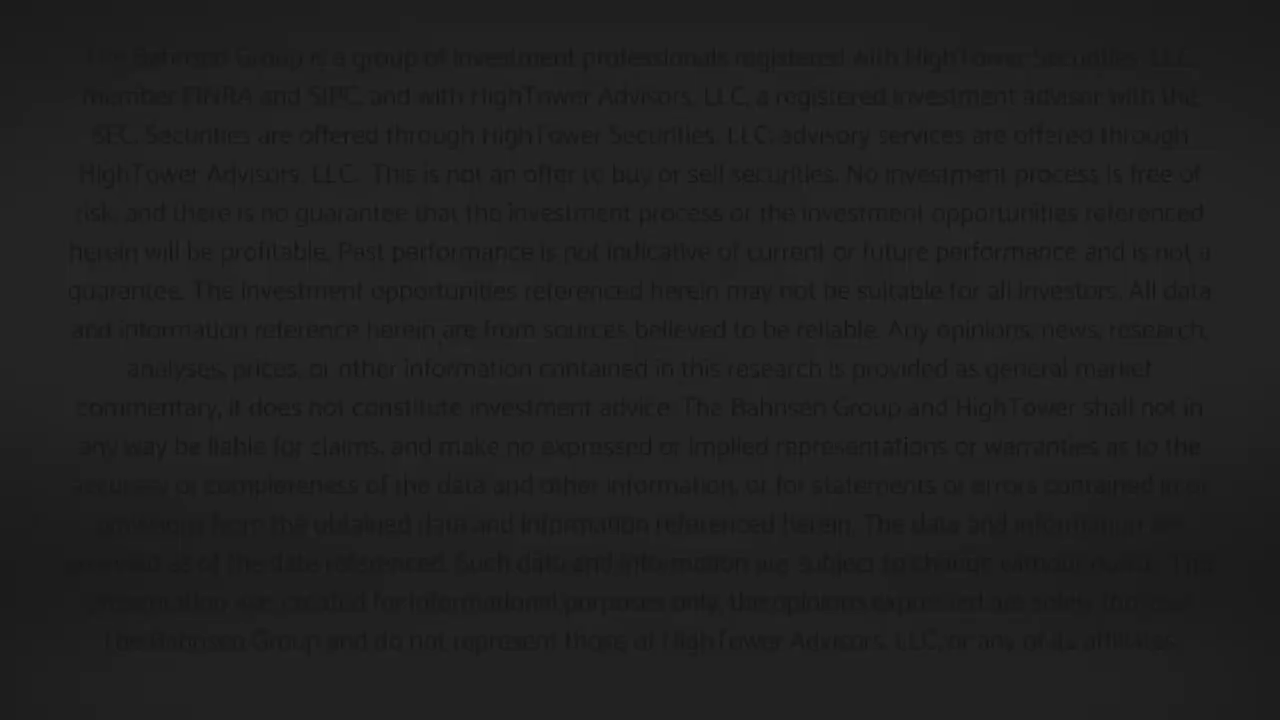 The Bahnsen Group is a group of investment professionals registered with HighTower Securities, LLC,
member FINRA and SIPC, and with HighTower Advisors, LLC, a registered investment advisor with the
SEC. Securities are offered through HighTower Securities, LLC; advisory services are offered through
HighTower Advisors, LLC. This is not an offer to buy or sell securities. No investment process is free of
risk, and there is no guarantee that the investment process or the investment opportunities referenced
herein will be profitable. Past performance is not indicative of current or future performance and is not a
guarantee. The investment opportunities referenced herein may not be suitable for all investors. All data
and information reference herein are from sources believed to be reliable. Any opinions, news, research,
analyses, prices, or other information contained in this research is provided as general market
commentary, it does not constitute investment advice. The Bahnsen Group and HighTower shall not in
any way be liable for claims, and make no expressed or implied representations or warranties as to the
accuracy or completeness of the data and other information, or for statements or errors contained in or
omissions from the obtained data and information referenced herein. The data and information are
provided as of the date referenced. Such data and information are subject to change without notice. This
was created for informational purposes only; the opinions expressed are solely those of
The Bahnsen Group and do not represent those of HighTower Advisors, LLC, or any of its affiliates.